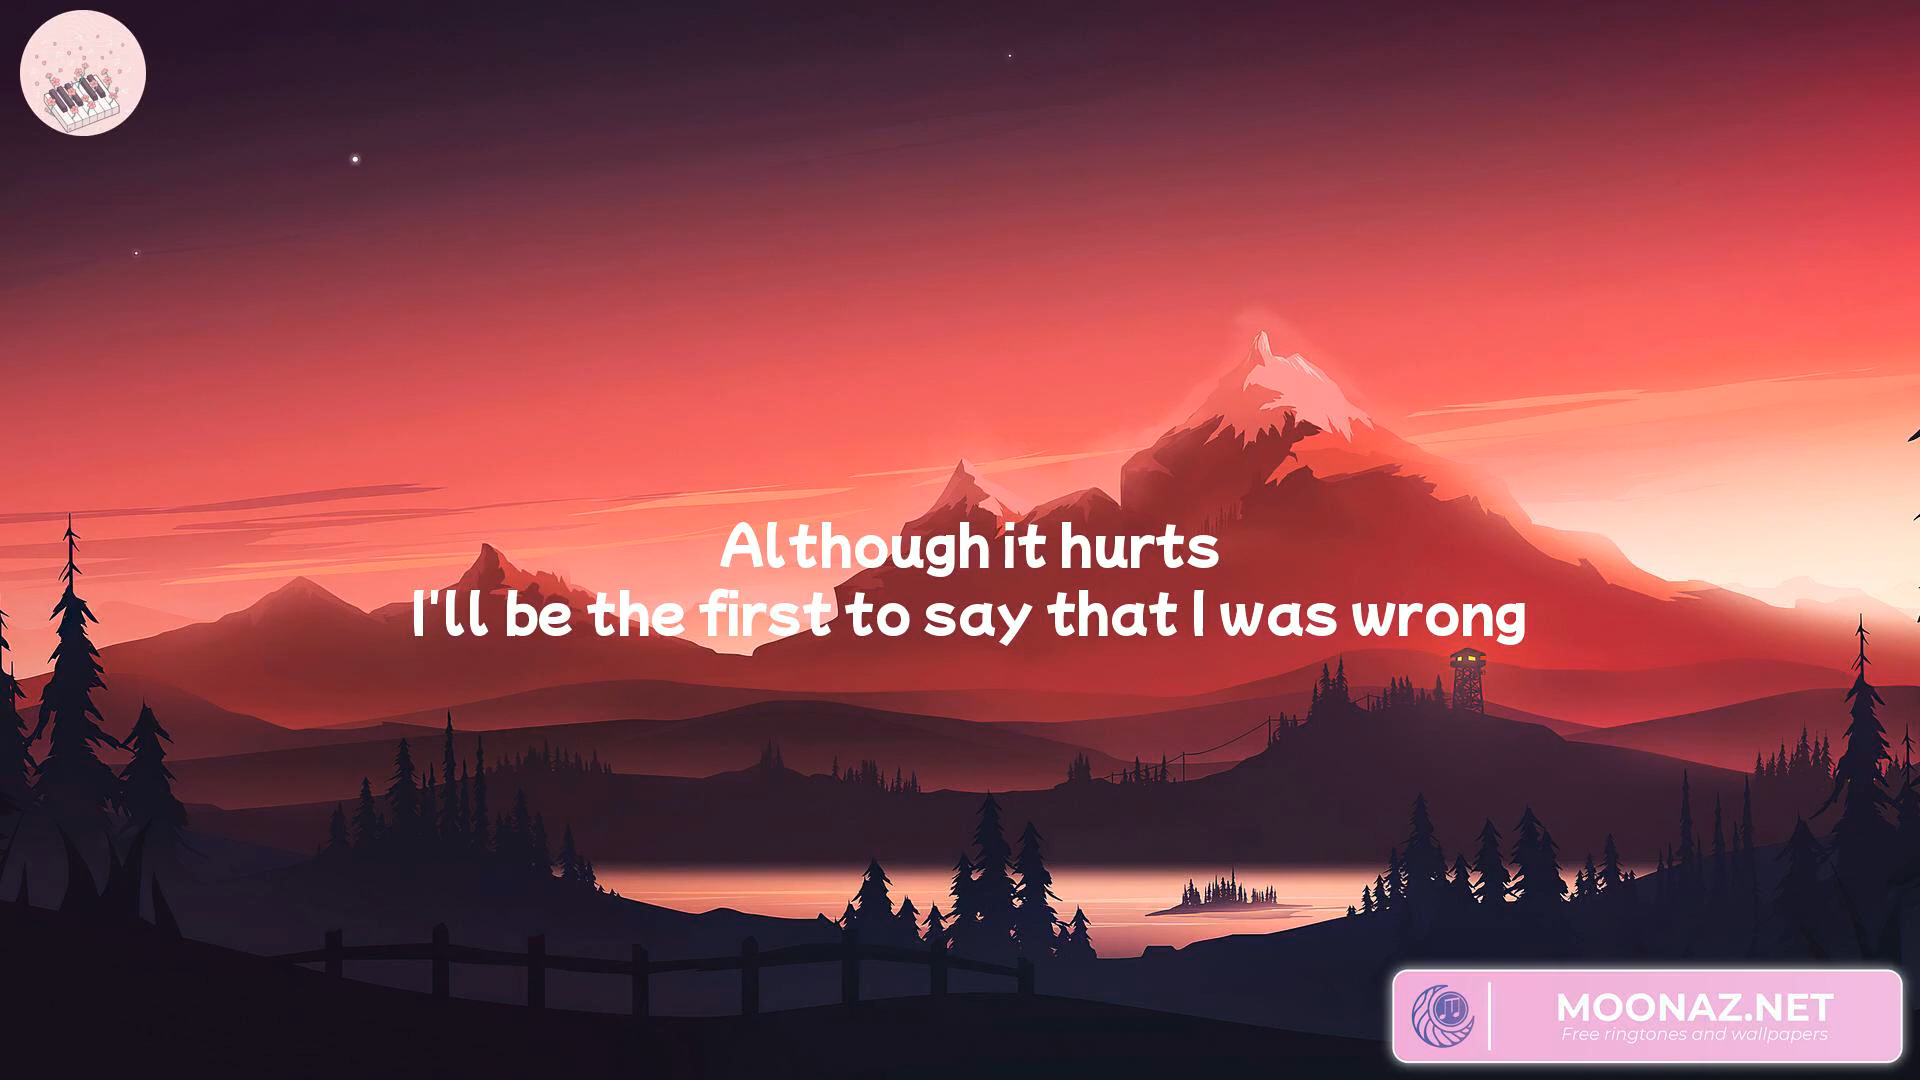 Although it hurts
I'll be the first to say that I was wrong
MOONAZ.NET
Free ringtones and wallpapers